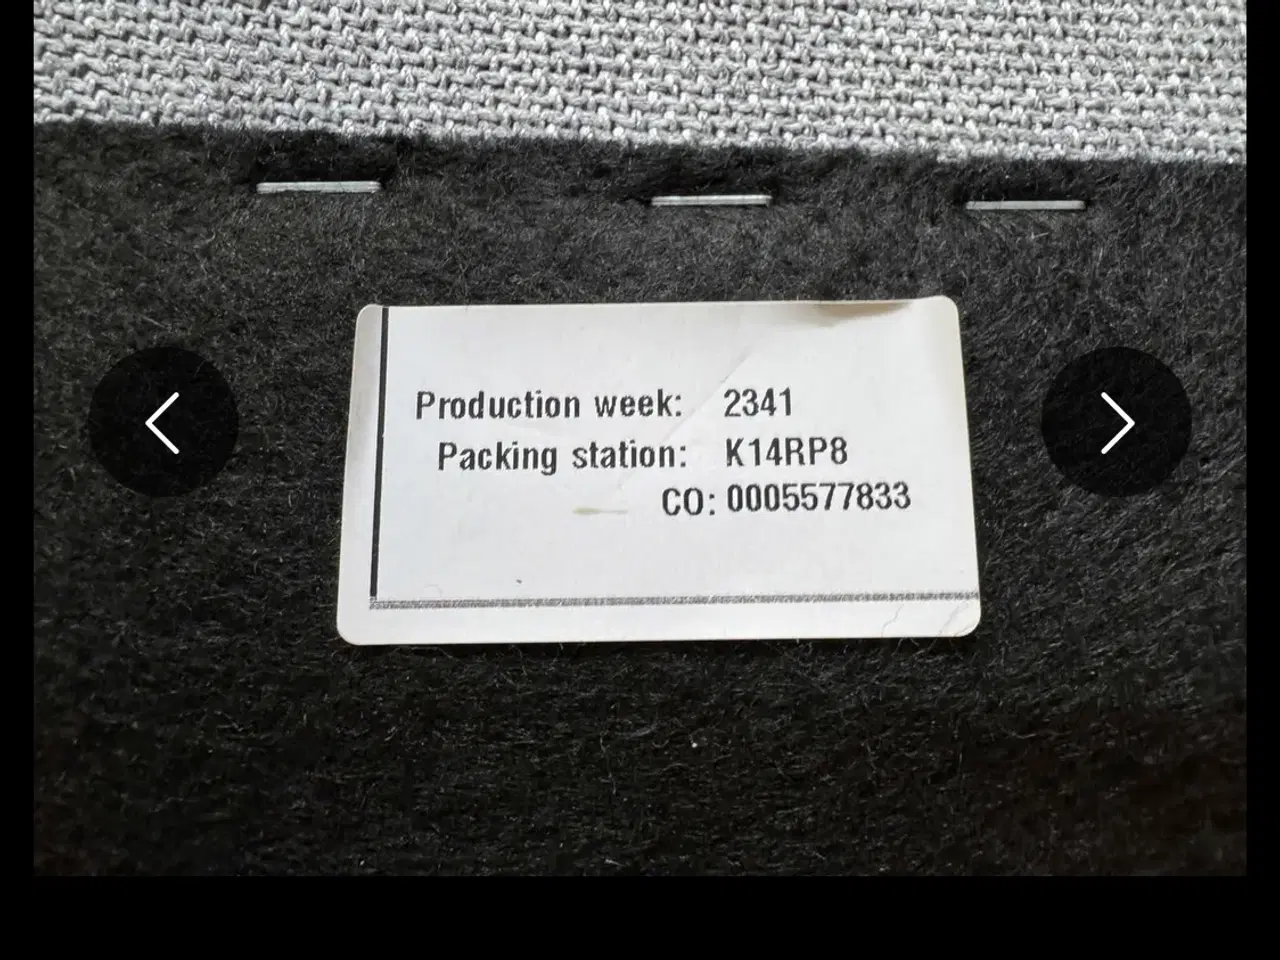 Production week: 2341
Packing station: K14RP8
CO: 0005577833